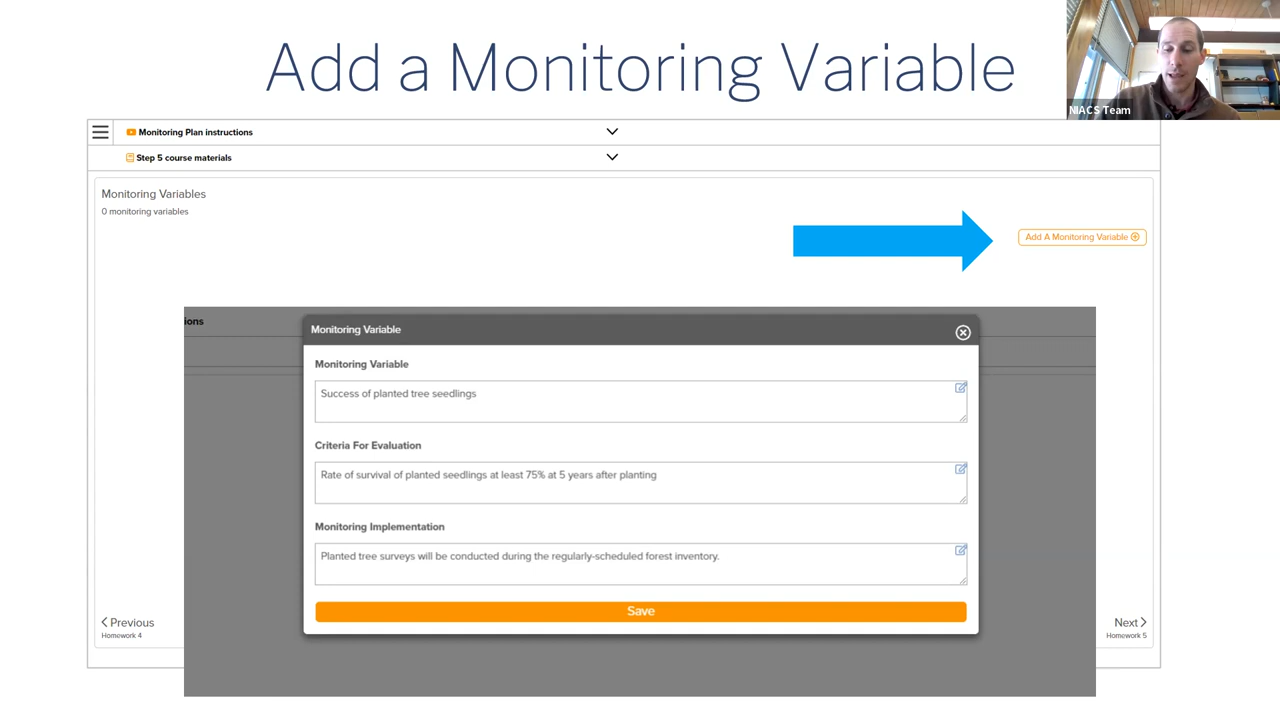 Add a Monitoring Variable
NIACS Team
Monitoring Plan instructions
Step 5 course materials
Monitoring Variables
0 monitoring variables
Add A Monitoring Variable
ions
Monitoring Variable
Monitoring Variable
Success of planted tree seedlings
Criteria For Evaluation
Rate of survival of planted seedlings at least 75% at 5 years after planting
Monitoring Implementation
Planted tree surveys will be conducted during the regularly-scheduled forest inventory.
Save
Previous
Homework 4
Next
Homework 5